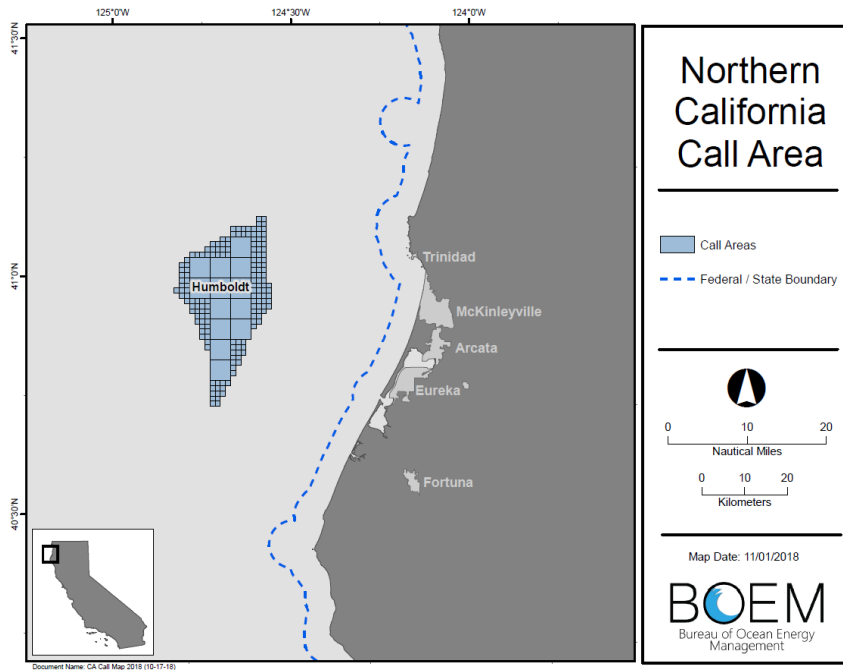 125°0'W
124°30'W
124°0'W
41°30'N
41°0'N
40°30'N
Trinidad
Humboldt
McKinleyville
Arcata
Eureka
Fortuna
Document Name: CA Call Map 2018 (10-17-18)
Northern
California
Call Area
Call Areas
Federal / State Boundary
0 10 20
Nautical Miles
0 10 20
Kilometers
Map Date: 11/01/2018
BOEM
Bureau of Ocean Energy
Management